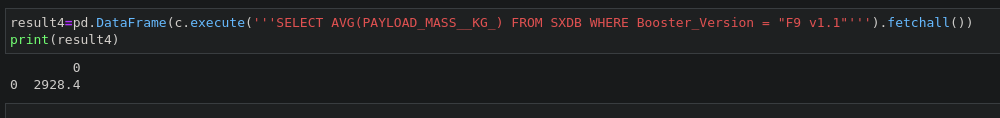 result4=pd.DataFrame(c.execute('''SELECT AVG(PAYLOAD_MASS__KG_) FROM SXDB WHERE Booster_Version = "F9 v1.1"''').fetchall())
print(result4)
0
0 2928.4